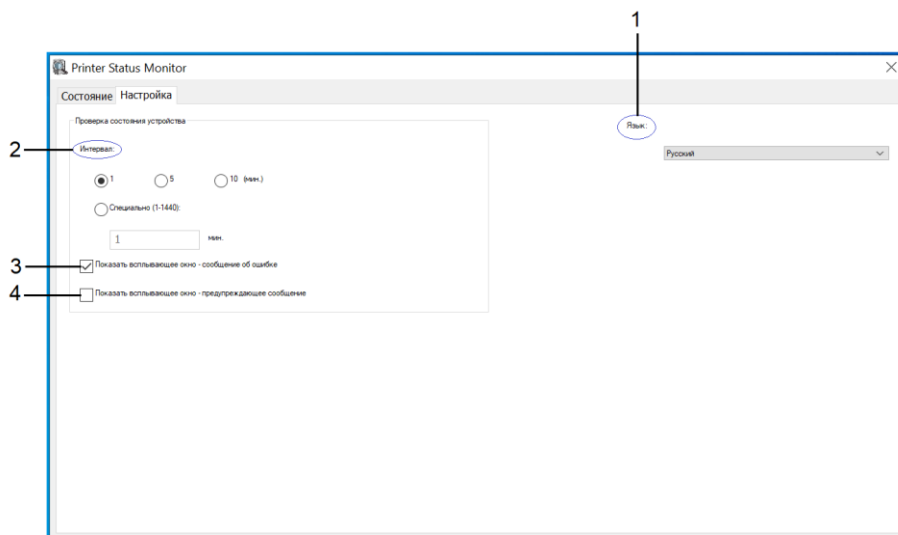 1
Printer Status Monitor
Состояние Настройка
Проверка состояния устройства
Язык:
2
Интервал:
Русский
1 5 10 (мин.)
Специально (1-1440):
1 мин.
3
Показать всплывающее окно - сообщение об ошибке
4
Показать всплывающее окно - предупреждающее сообщение